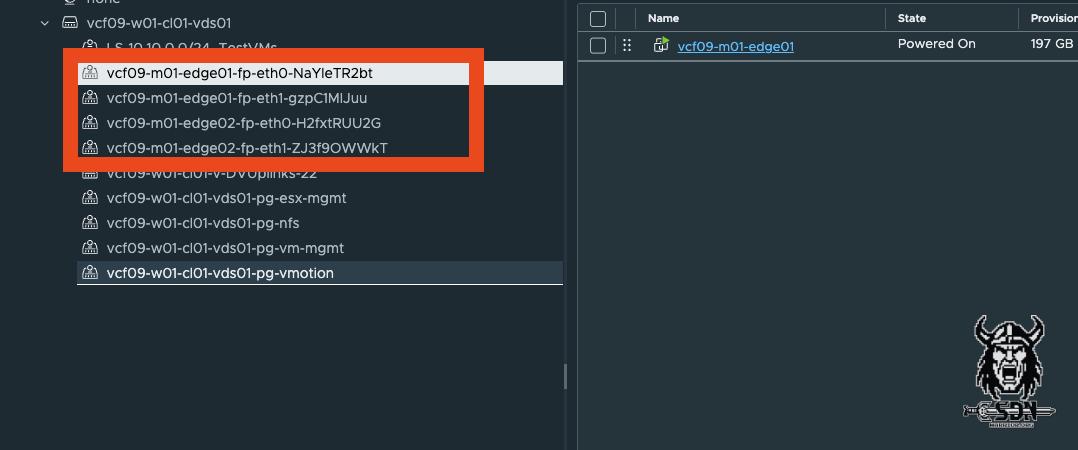 none
vcf09-w01-cl01-vds01
LS-10.10.0.0/24_TestVMs
vcf09-m01-edge01-fp-eth0-NaYleTR2bt
vcf09-m01-edge01-fp-eth1-gzpC1MlJuu
vcf09-m01-edge02-fp-eth0-H2fxtRUU2G
vcf09-m01-edge02-fp-eth1-ZJ3f9OWWkT
vcf09-w01-cl01-v-DVUplinks-22
vcf09-w01-cl01-vds01-pg-esx-mgmt
vcf09-w01-cl01-vds01-pg-nfs
vcf09-w01-cl01-vds01-pg-vm-mgmt
vcf09-w01-cl01-vds01-pg-vmotion
Name State Provision
vcf09-m01-edge01 Powered On 197 GB
SDN
WARRIOR.ORG